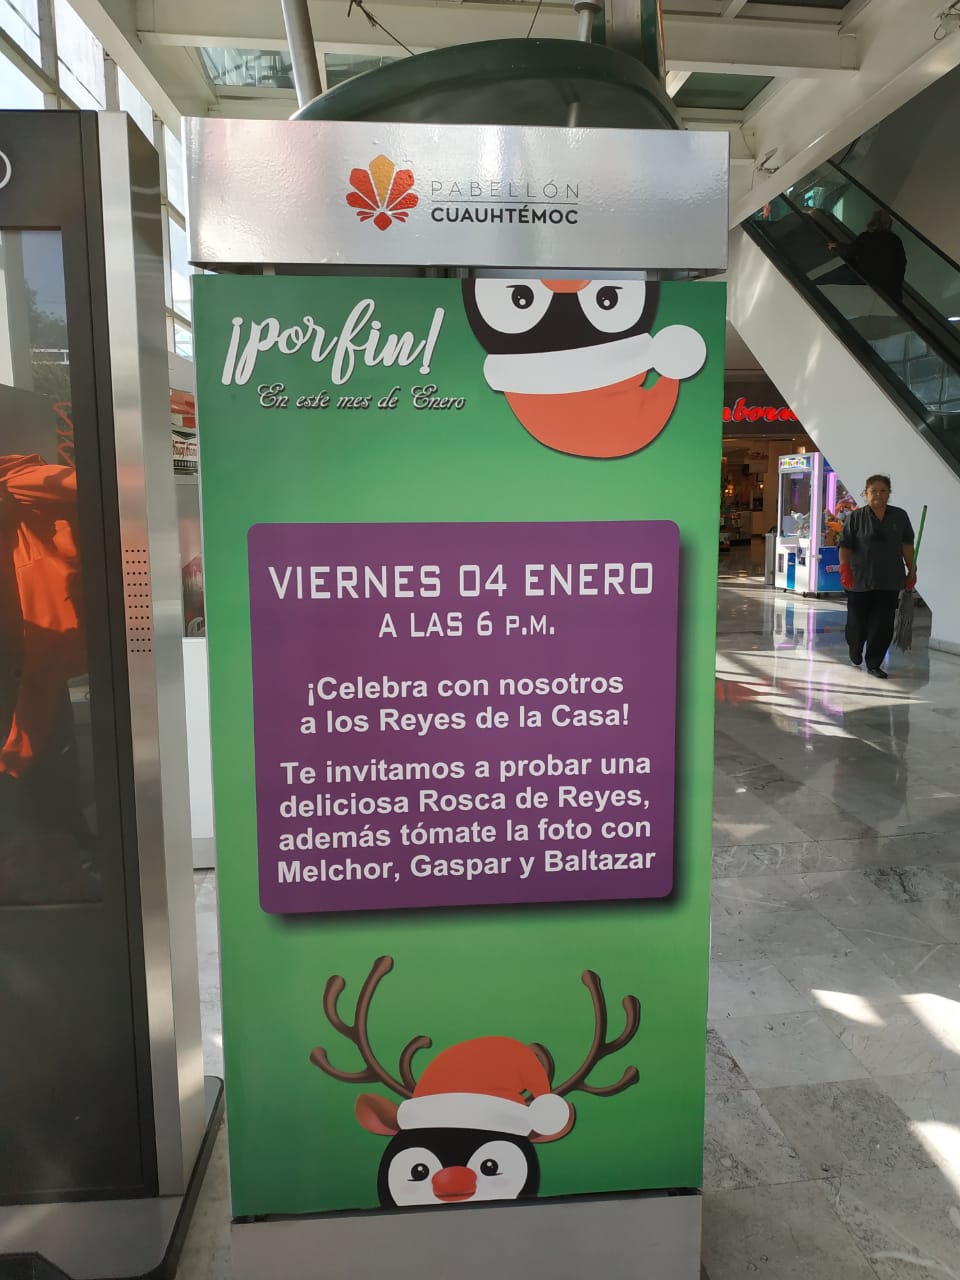 PABELLÓN
CUAUHTÉMOC
¡Por fin!
En este mes de Enero
VIERNES 04 ENERO
A LAS 6 P.M.
¡Celebra con nosotros
a los Reyes de la Casa!
Te invitamos a probar una
deliciosa Rosca de Reyes,
además tómate la foto con
Melchor, Gaspar y Baltazar